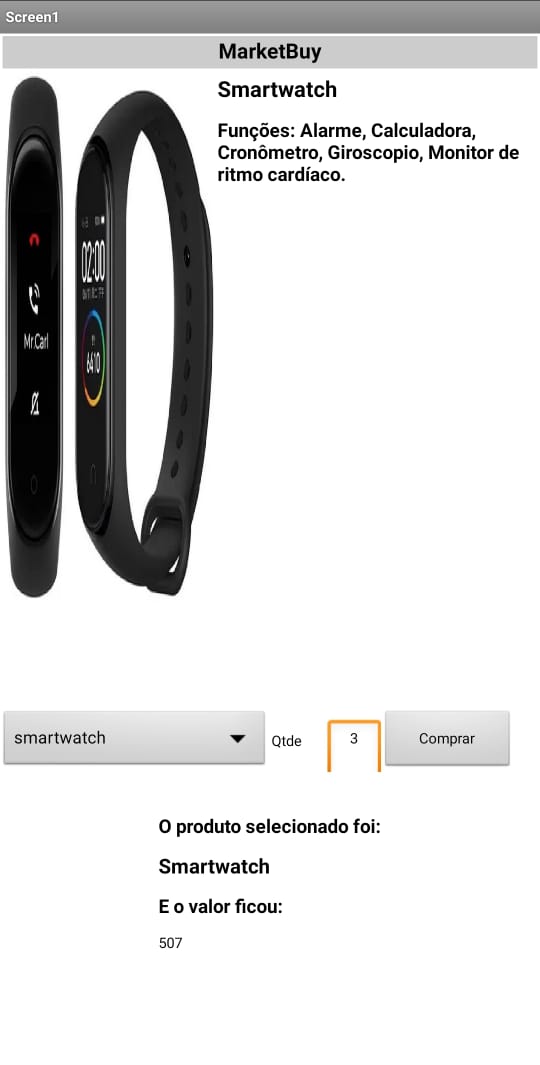 Screen1
MarketBuy
Smartwatch
Funções: Alarme, Calculadora,
Cronômetro, Giroscopio, Monitor de
ritmo cardíaco.
02:00
Mr.Carl
6410
smartwatch
Qtde
3
Comprar
O produto selecionado foi:
Smartwatch
E o valor ficou:
507